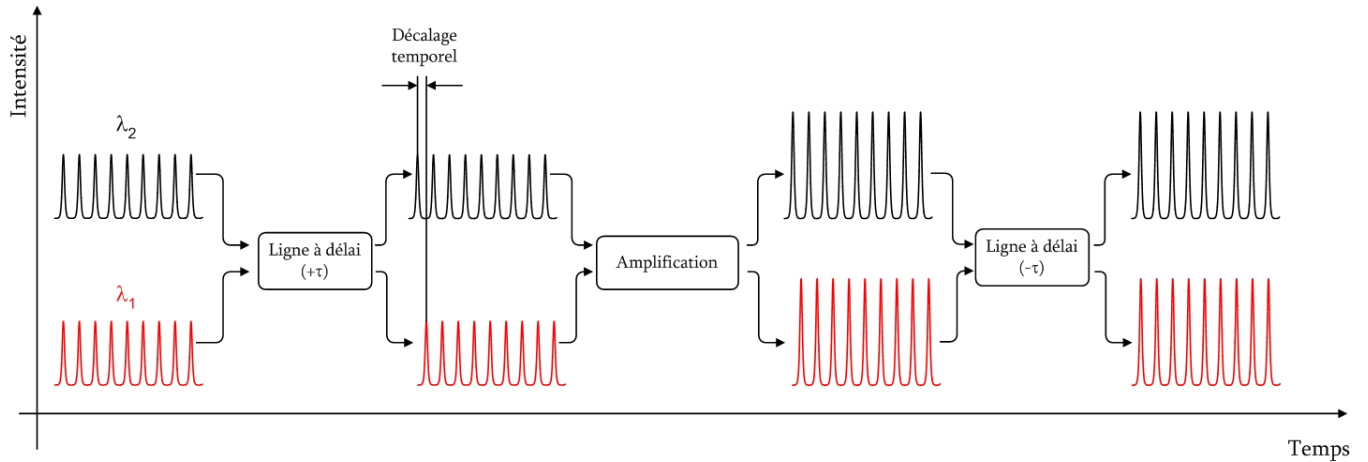 Intensité
Décalage
temporel
λ2
Ligne à délai
(+τ)
Amplification
Ligne à délai
(-τ)
λ1
Temps